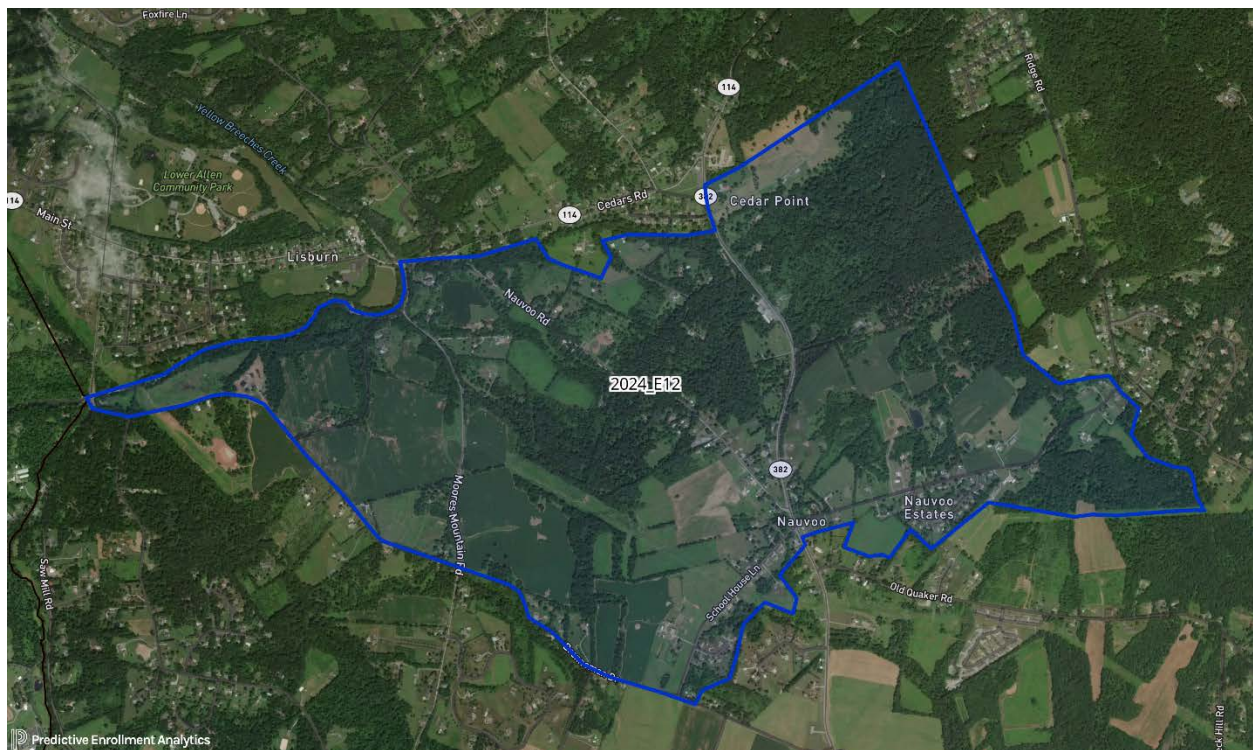 Foxfire Ln
Ridge Rd
114
Yellow Breeches Creek
Lower Allen
Community Park
114
Main St
Cedars Rd
114
382
Cedar Point
Lisburn
Nauvoo Rd
2024_E12
382
Moores Mountain Rd
Nauvoo
Estates
Nauvoo
School House Ln
Old Quaker Rd
Saw Mill Rd
Predictive Enrollment Analytics